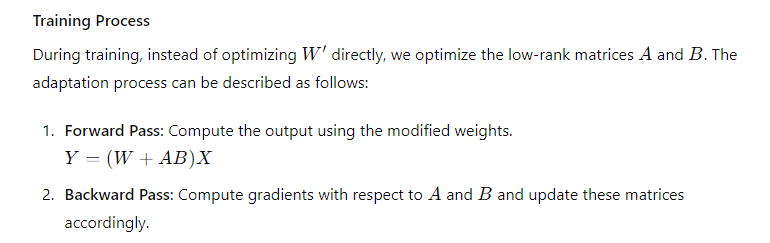 Training Process
During training, instead of optimizing W′ directly, we optimize the low-rank matrices A and B. The
adaptation process can be described as follows:
1. Forward Pass: Compute the output using the modified weights.
Y = (W + AB)X
2. Backward Pass: Compute gradients with respect to A and B and update these matrices
accordingly.